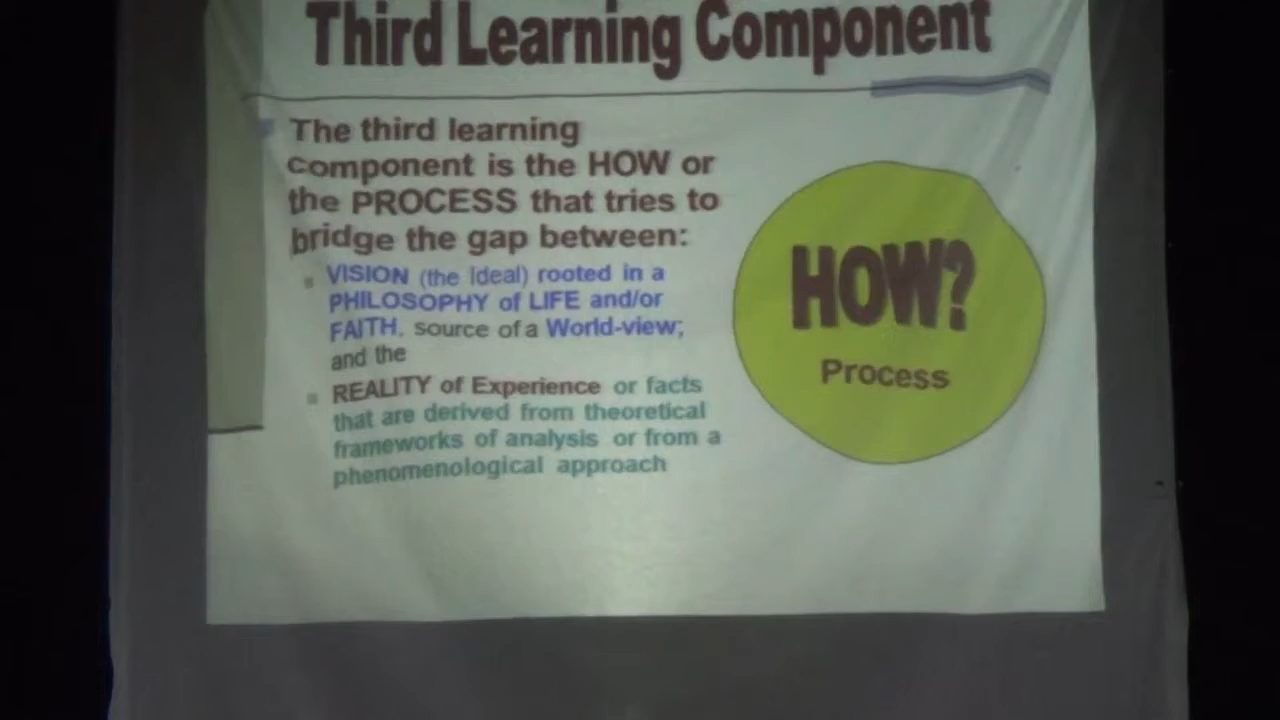 Third Learning Component
The third learning
component is the HOW or
the PROCESS that tries to
bridge the gap between:
VISION (the Ideal) rooted in a
PHILOSOPHY of LIFE and/or
FAITH, source of a World-view;
and the
REALITY of Experience or facts
that are derived from theoretical
frameworks of analysis or from a
phenomenological approach
HOW?
Process